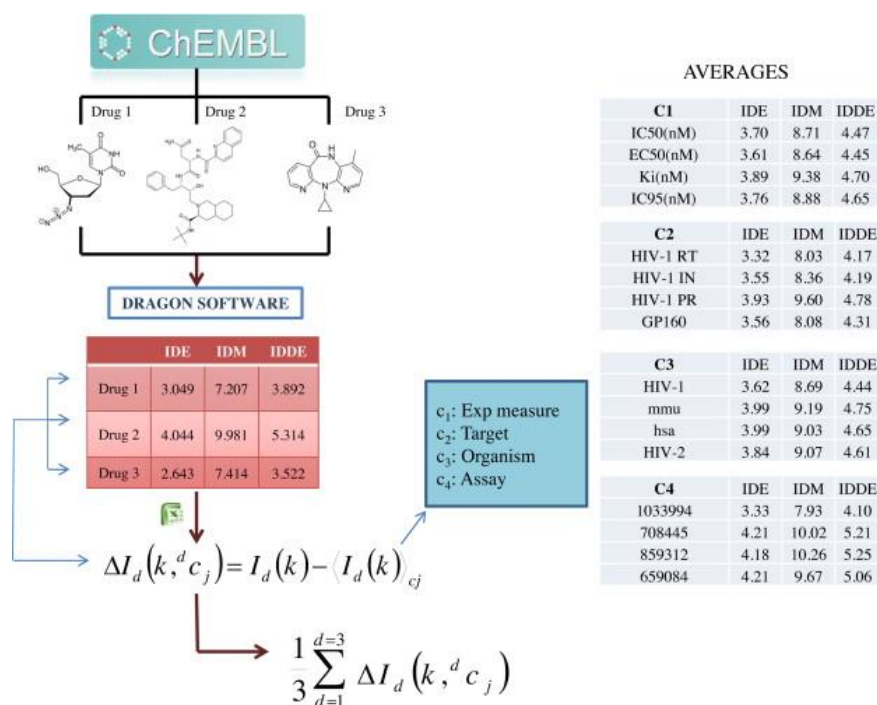 ChEMBL
Drug 1
Drug 2
Drug 3
DRAGON SOFTWARE
IDE IDM IDDE
Drug 1 3.049 7.207 3.892
Drug 2 4.044 9.981 5.314
Drug 3 2.643 7.414 3.522
ΔI_d(k, ^d c_j) = I_d(k) − ⟨I_d(k)⟩_cj
1/3 ∑_{d=1}^{d=3} ΔI_d(k, ^d c_j)
c₁: Exp measure
c₂: Target
c₃: Organism
c₄: Assay
AVERAGES
C1 IDE IDM IDDE
IC50(nM) 3.70 8.71 4.47
EC50(nM) 3.61 8.64 4.45
Ki(nM) 3.89 9.38 4.70
IC95(nM) 3.76 8.88 4.65
C2 IDE IDM IDDE
HIV-1 RT 3.32 8.03 4.17
HIV-1 IN 3.55 8.36 4.19
HIV-1 PR 3.93 9.60 4.78
GP160 3.56 8.08 4.31
C3 IDE IDM IDDE
HIV-1 3.62 8.69 4.44
mmu 3.99 9.19 4.75
hsa 3.99 9.03 4.65
HIV-2 3.84 9.07 4.61
C4 IDE IDM IDDE
1033994 3.33 7.93 4.10
708445 4.21 10.02 5.21
859312 4.18 10.26 5.25
659084 4.21 9.67 5.06